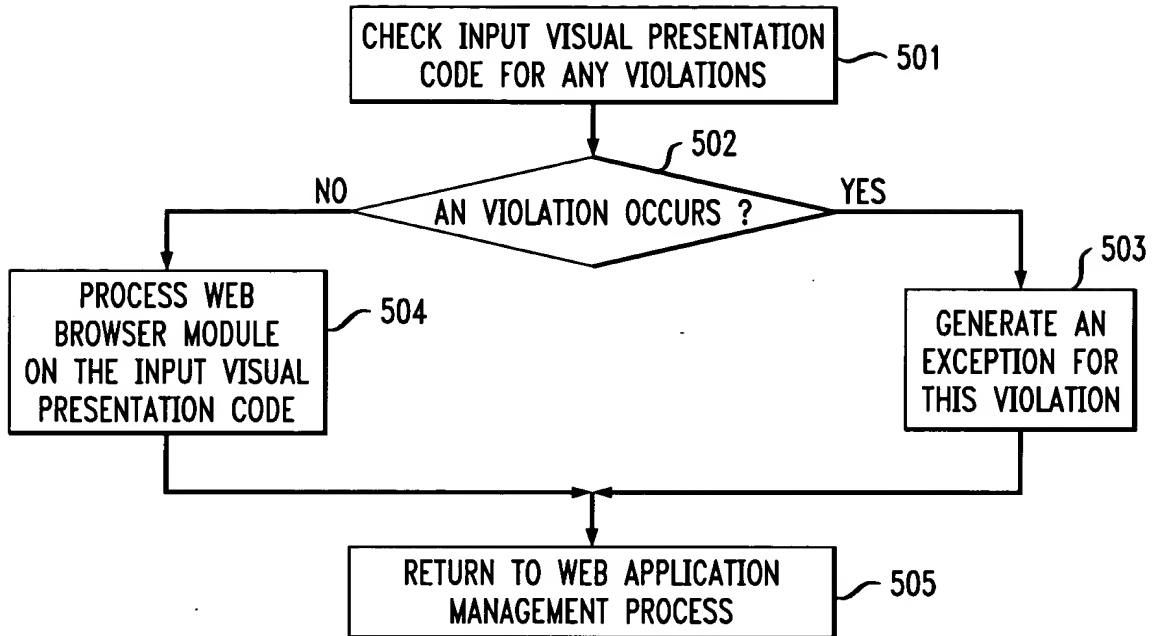 CHECK INPUT VISUAL PRESENTATION
CODE FOR ANY VIOLATIONS
501
502
NO
AN VIOLATION OCCURS ?
YES
503
PROCESS WEB
BROWSER MODULE
ON THE INPUT VISUAL
PRESENTATION CODE
504
GENERATE AN
EXCEPTION FOR
THIS VIOLATION
RETURN TO WEB APPLICATION
MANAGEMENT PROCESS
505